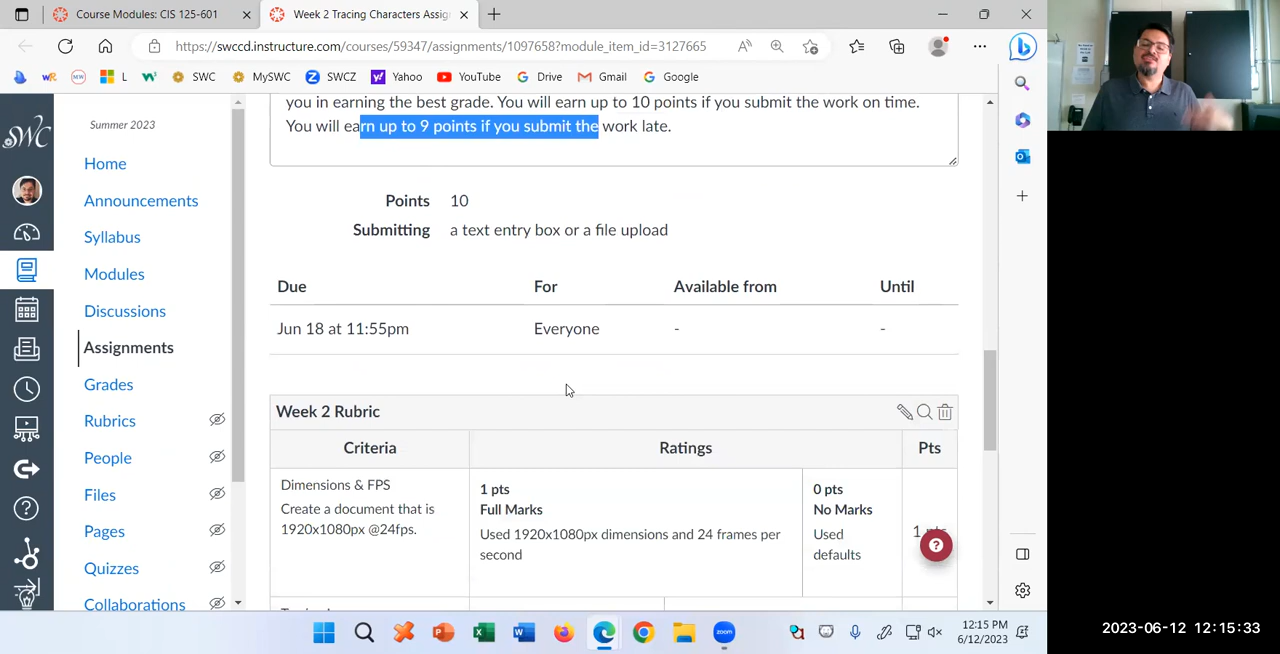 Course Modules: CIS 125-601
Week 2 Tracing Characters Assig
https://swccd.instructure.com/courses/59347/assignments/1097658?module_item_id=3127665
L
SWC
MySWC
SWCZ
Yahoo
YouTube
Drive
Gmail
Google
SWC
Summer 2023
Home
Announcements
Syllabus
Modules
Discussions
Assignments
Grades
Rubrics
People
Files
Pages
Quizzes
Collaborations
you in earning the best grade. You will earn up to 10 points if you submit the work on time.
You will earn up to 9 points if you submit the work late.
Points 10
Submitting a text entry box or a file upload
Due For Available from Until
Jun 18 at 11:55pm Everyone - -
Week 2 Rubric
Criteria Ratings Pts
Dimensions & FPS
Create a document that is
1920x1080px @24fps.
1 pts
Full Marks
Used 1920x1080px dimensions and 24 frames per
second
0 pts
No Marks
Used
defaults
1 pts
12:15 PM
6/12/2023
2023-06-12 12:15:33